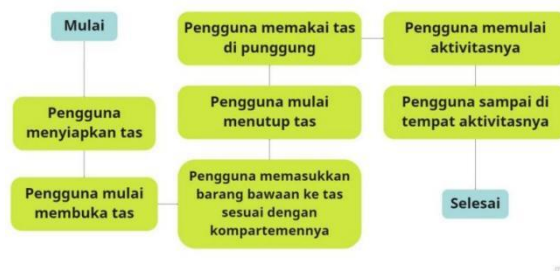 Mulai
Pengguna
menyiapkan tas
Pengguna mulai
membuka tas
Pengguna memasukkan
barang bawaan ke tas
sesuai dengan
kompartemennya
Pengguna mulai
menutup tas
Pengguna memakai tas
di punggung
Pengguna memulai
aktivitasnya
Pengguna sampai di
tempat aktivitasnya
Selesai